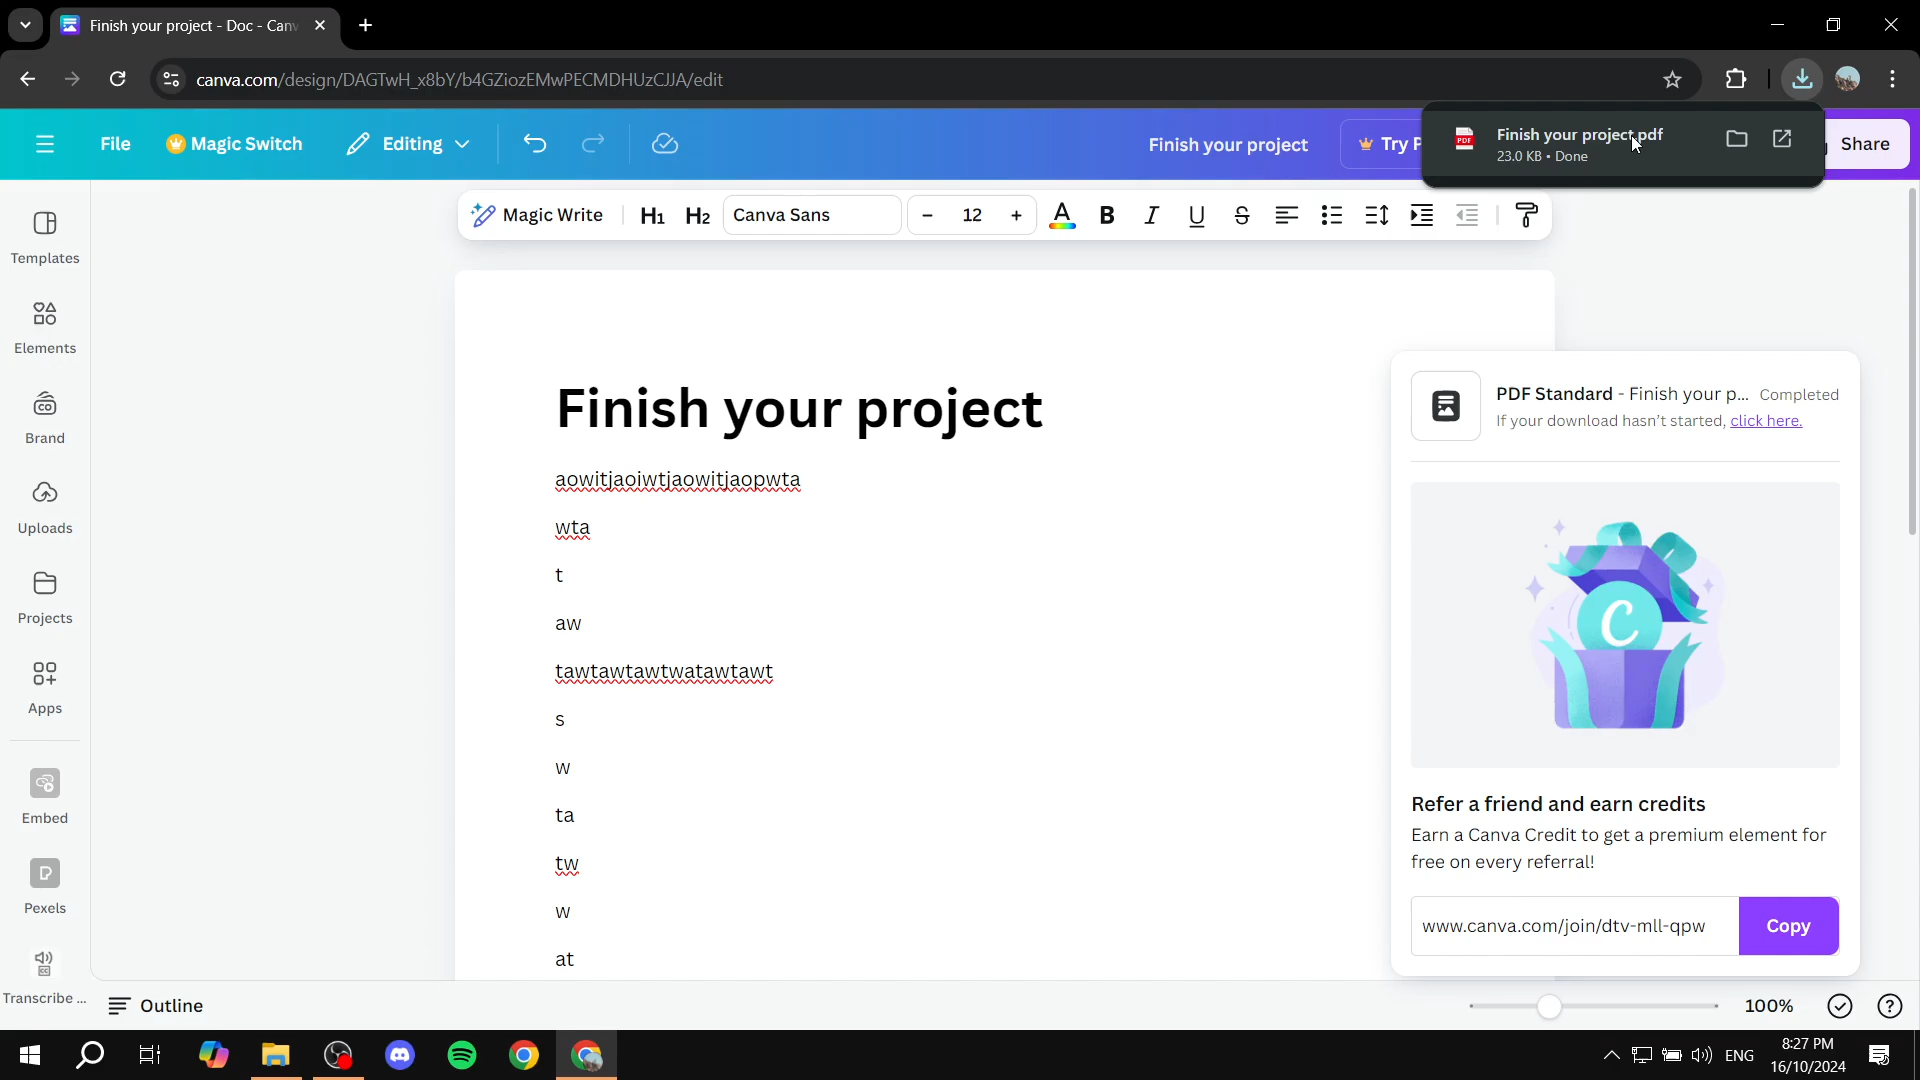 Finish your project - Doc - Can
canva.com/design/DAGTwH_x8bY/b4GZiozEMwPECMDHUzCJJA/edit
File
Magic Switch
Editing
Finish your project
Try P
Share
PDF
Finish your project.pdf
23.0 KB • Done
Magic Write
H1
H2
Canva Sans
– 12 +
A
B
I
U
S
Templates
Elements
Brand
Uploads
Projects
Apps
Embed
Pexels
Transcribe ...
Finish your project
aowitjaoiwtjaowitjaopwta
wta
t
aw
tawtawtawtwatawtawt
s
w
ta
tw
w
at
PDF Standard - Finish your p... Completed
If your download hasn't started, click here.
C
Refer a friend and earn credits
Earn a Canva Credit to get a premium element for
free on every referral!
www.canva.com/join/dtv-mll-qpw
Copy
Outline
100%
ENG
8:27 PM
16/10/2024